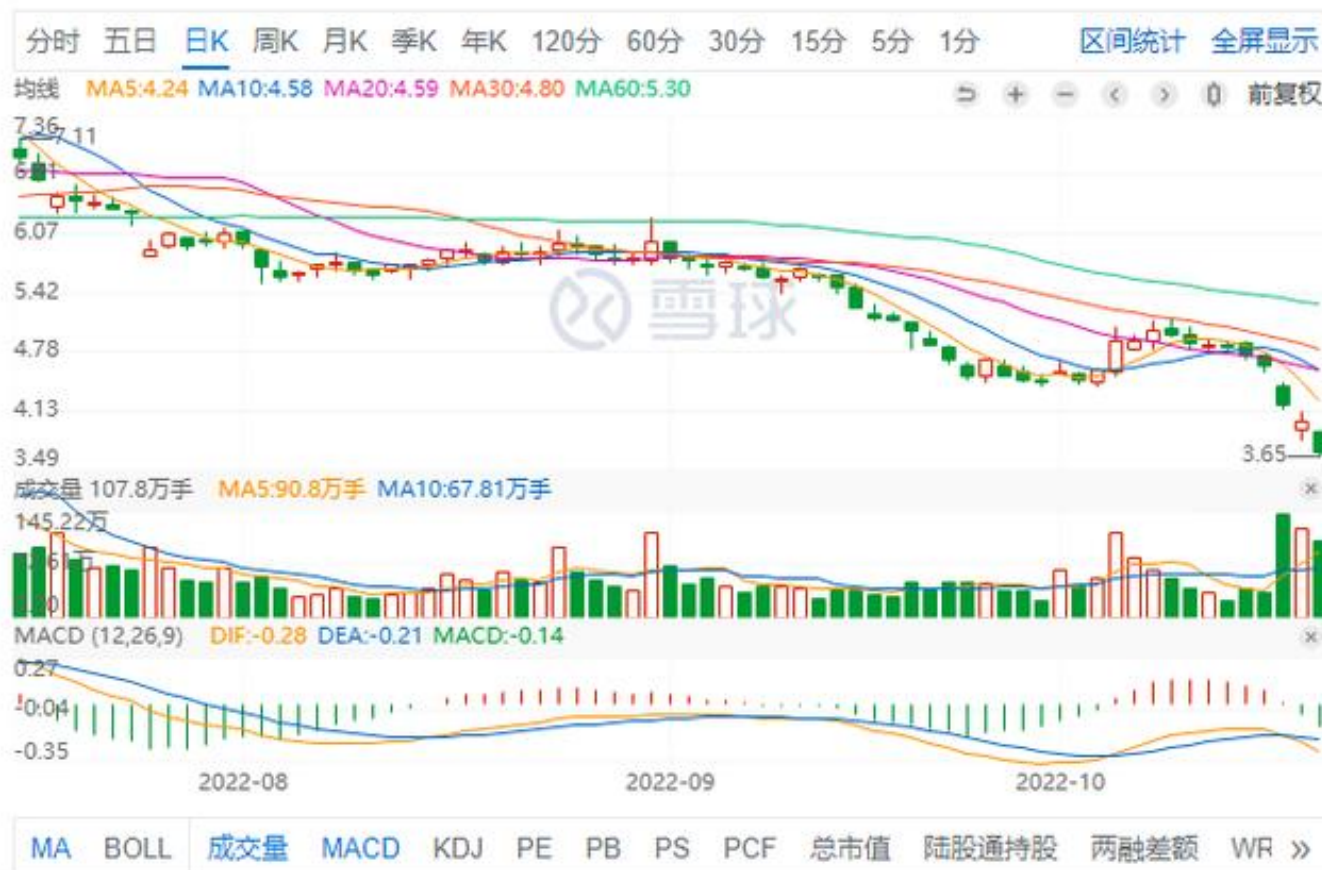 分时 五日 日K 周K 月K 季K 年K 120分 60分 30分 15分 5分 1分 区间统计 全屏显示
均线 MA5:4.24 MA10:4.58 MA20:4.59 MA30:4.80 MA60:5.30 前复权
7.36 7.11
6.07
雪球
5.42
4.78
4.13
3.49 3.65
成交量 107.8万手 MA5:90.8万手 MA10:67.81万手
145.22万
MACD (12,26,9) DIF:-0.28 DEA:-0.21 MACD:-0.14
0.27
-0.04
-0.35
2022-08 2022-09 2022-10
MA BOLL 成交量 MACD KDJ PE PB PS PCF 总市值 陆股通持股 两融差额 WR »